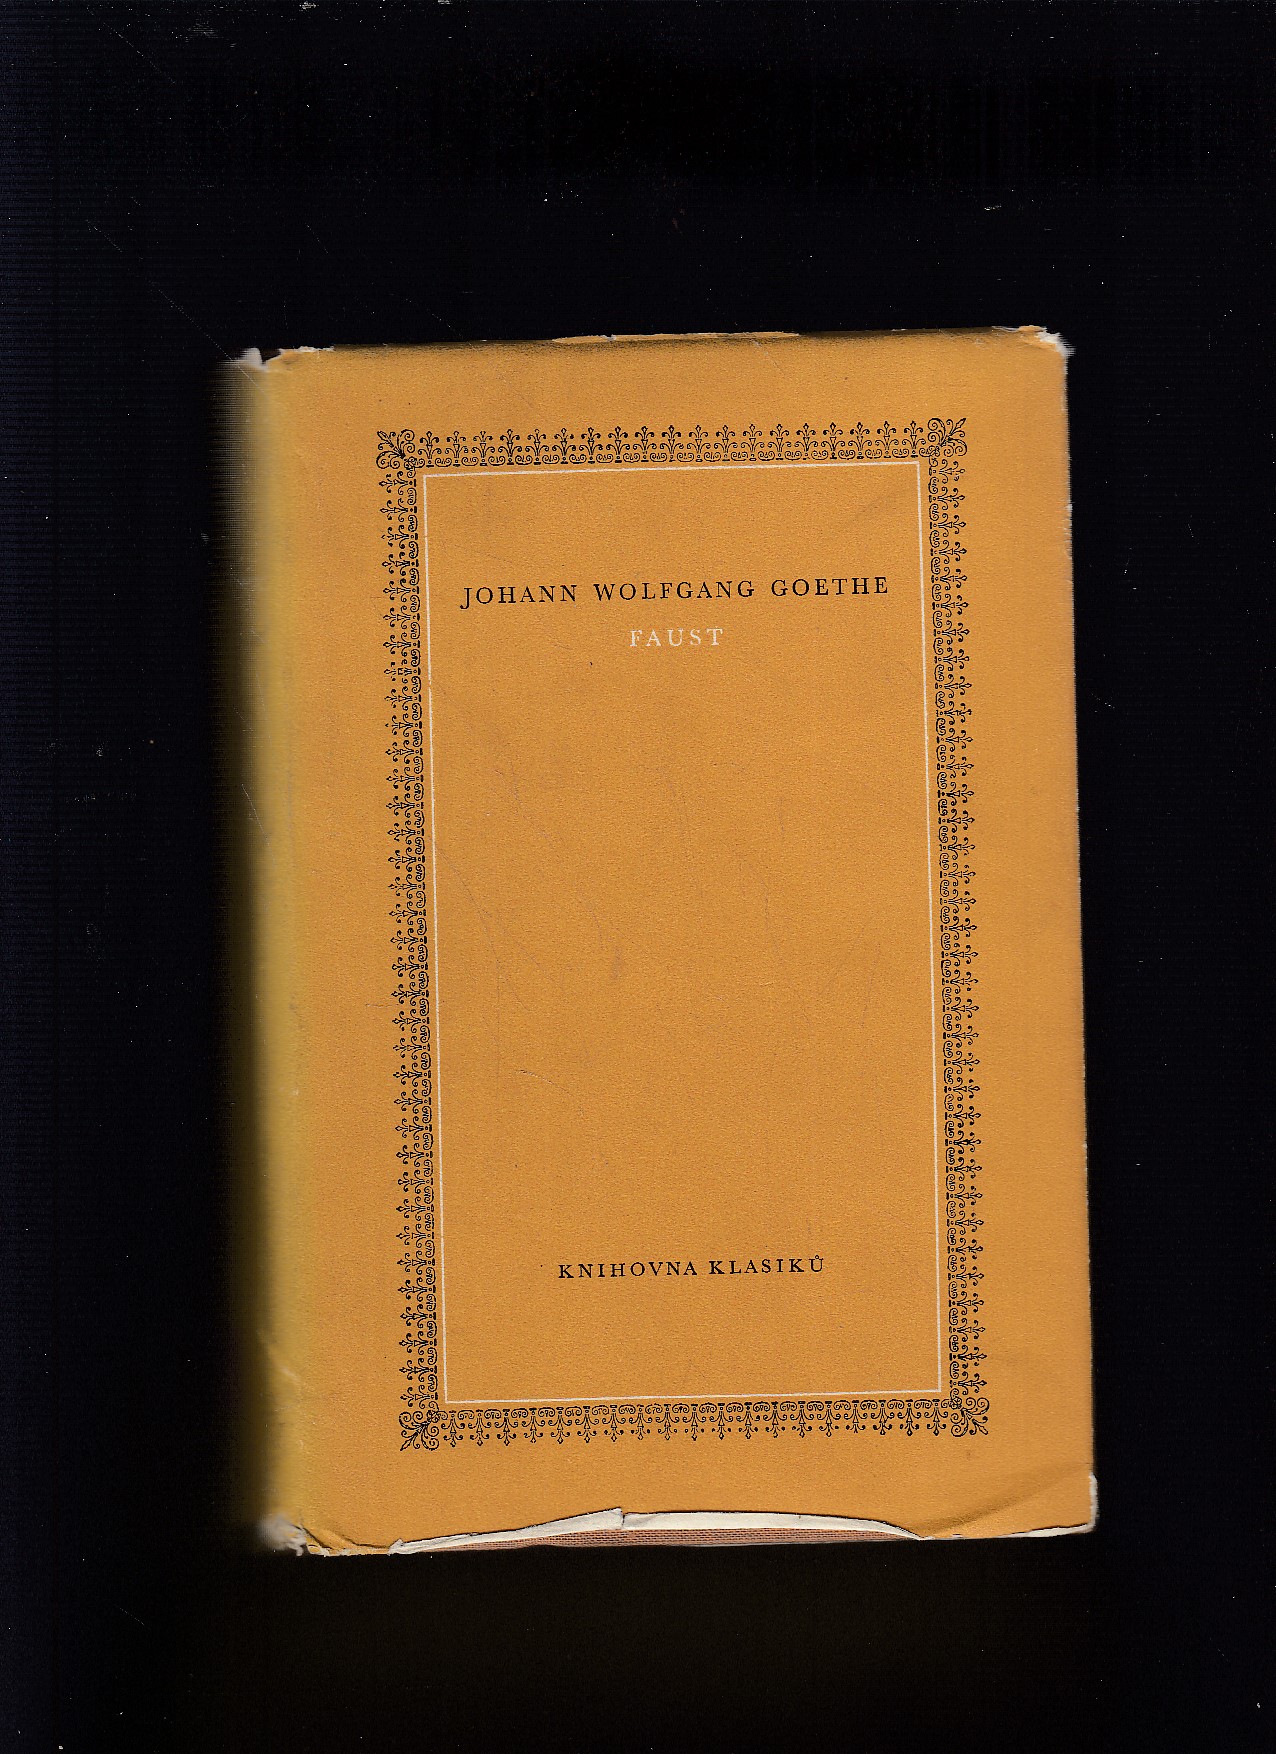 JOHANN WOLFGANG GOETHE
FAUST
KNIHOVNA KLASIKŮ